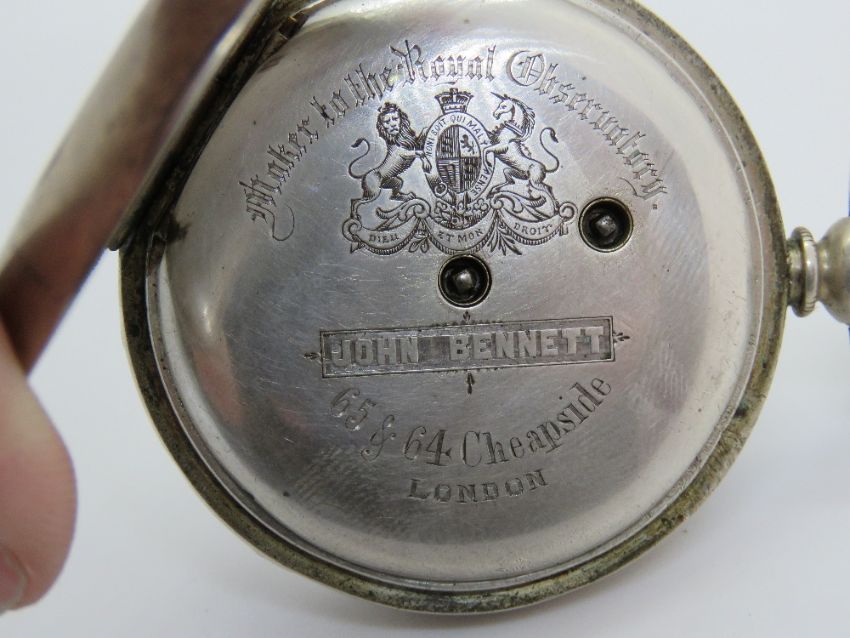 Maker to the Royal Observatory.
HONI SOIT QUI MAL Y PENSE
DIEU ET MON DROIT
JOHN BENNETT
65 & 64 Cheapside
LONDON